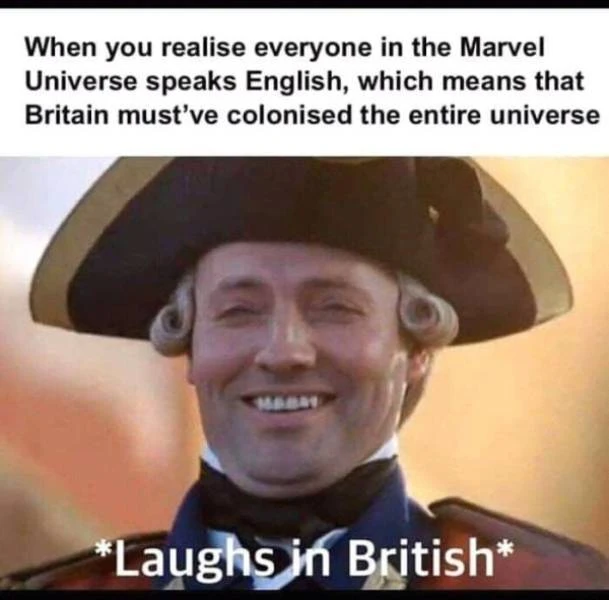 When you realise everyone in the Marvel
Universe speaks English, which means that
Britain must've colonised the entire universe
*Laughs in British*